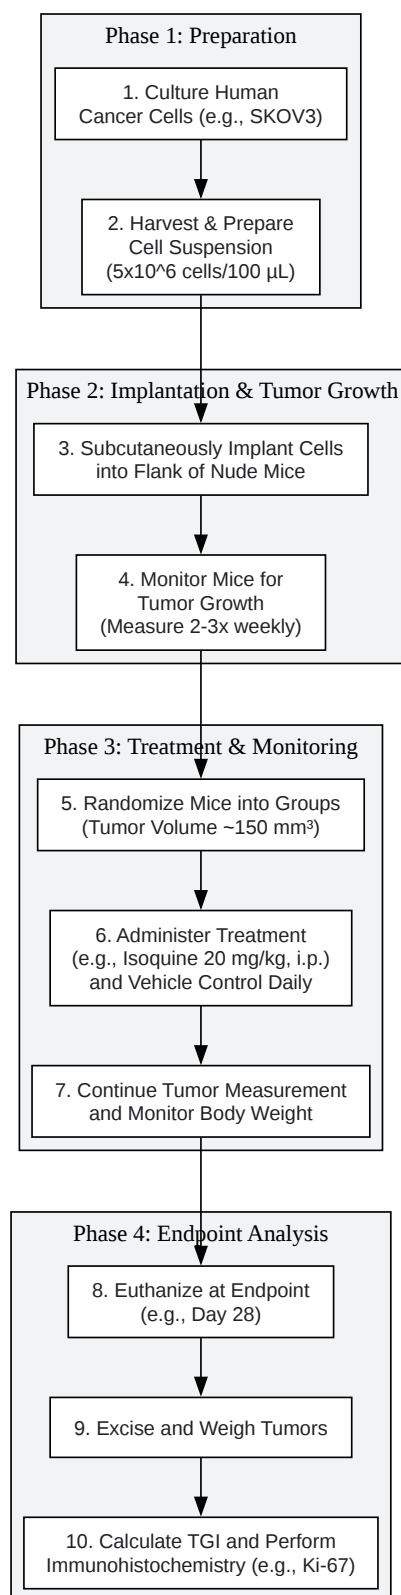 Phase 1: Preparation
1. Culture Human
Cancer Cells (e.g., SKOV3)
2. Harvest & Prepare
Cell Suspension
(5x10^6 cells/100 µL)
Phase 2: Implantation & Tumor Growth
3. Subcutaneously Implant Cells
into Flank of Nude Mice
4. Monitor Mice for
Tumor Growth
(Measure 2-3x weekly)
Phase 3: Treatment & Monitoring
5. Randomize Mice into Groups
(Tumor Volume ~150 mm³)
6. Administer Treatment
(e.g., Isoquine 20 mg/kg, i.p.)
and Vehicle Control Daily
7. Continue Tumor Measurement
and Monitor Body Weight
Phase 4: Endpoint Analysis
8. Euthanize at Endpoint
(e.g., Day 28)
9. Excise and Weigh Tumors
10. Calculate TGI and Perform
Immunohistochemistry (e.g., Ki-67)